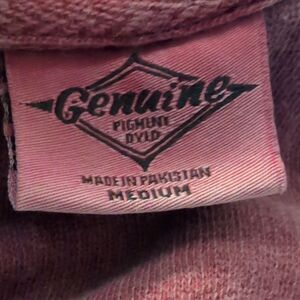 Genuine
PIGMENT
DYED
MADE IN PAKISTAN
MEDIUM